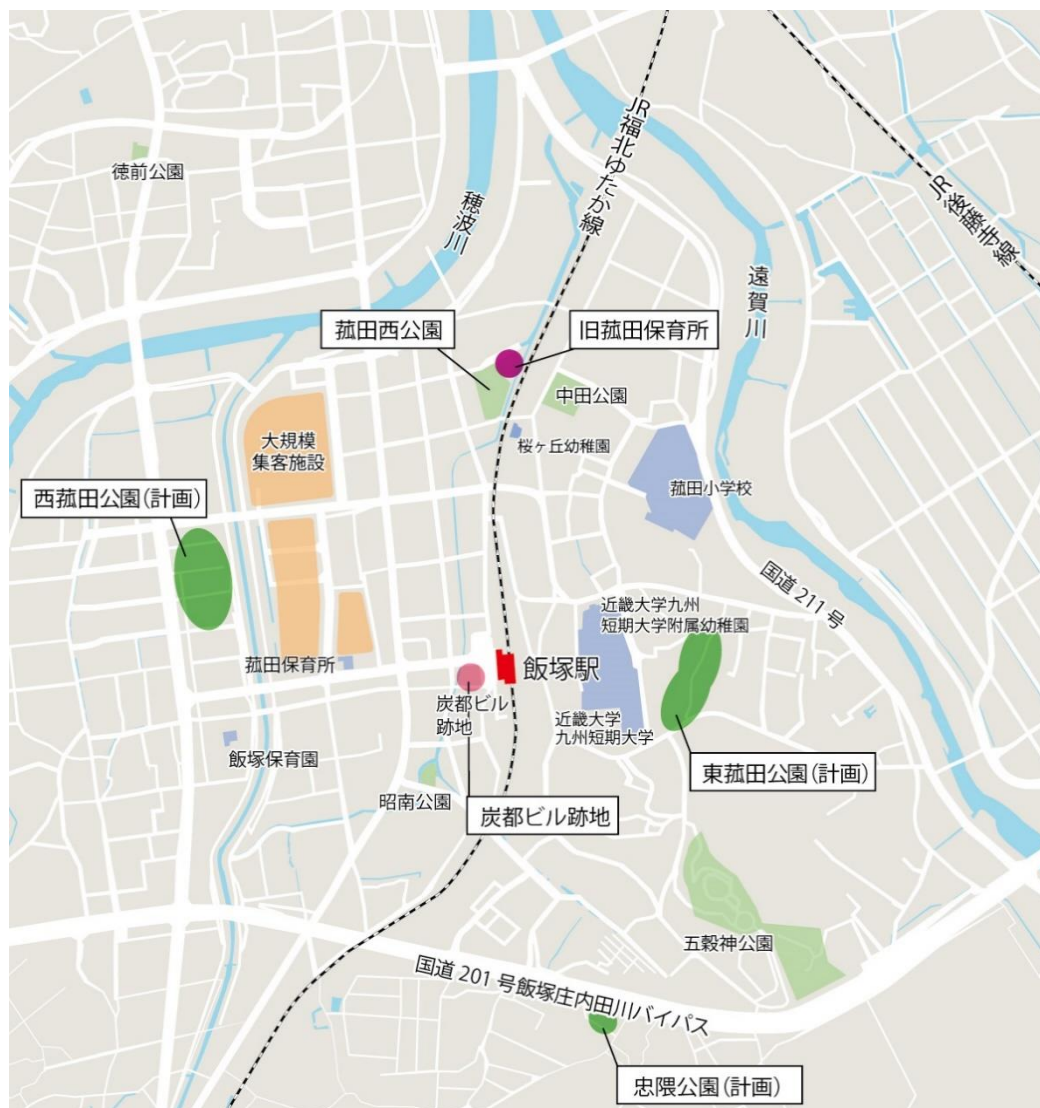 徳前公園
穂波川
JR福北ゆたか線
JR後藤寺線
遠賀川
菰田西公園
旧菰田保育所
中田公園
大規模
集客施設
桜ヶ丘幼稚園
西菰田公園(計画)
菰田小学校
国道 211 号
近畿大学九州
短期大学附属幼稚園
菰田保育所
飯塚駅
炭都ビル
跡地
近畿大学
九州短期大学
飯塚保育園
東菰田公園(計画)
昭南公園
炭都ビル跡地
五穀神公園
国道 201 号飯塚庄内田川バイパス
忠隈公園(計画)